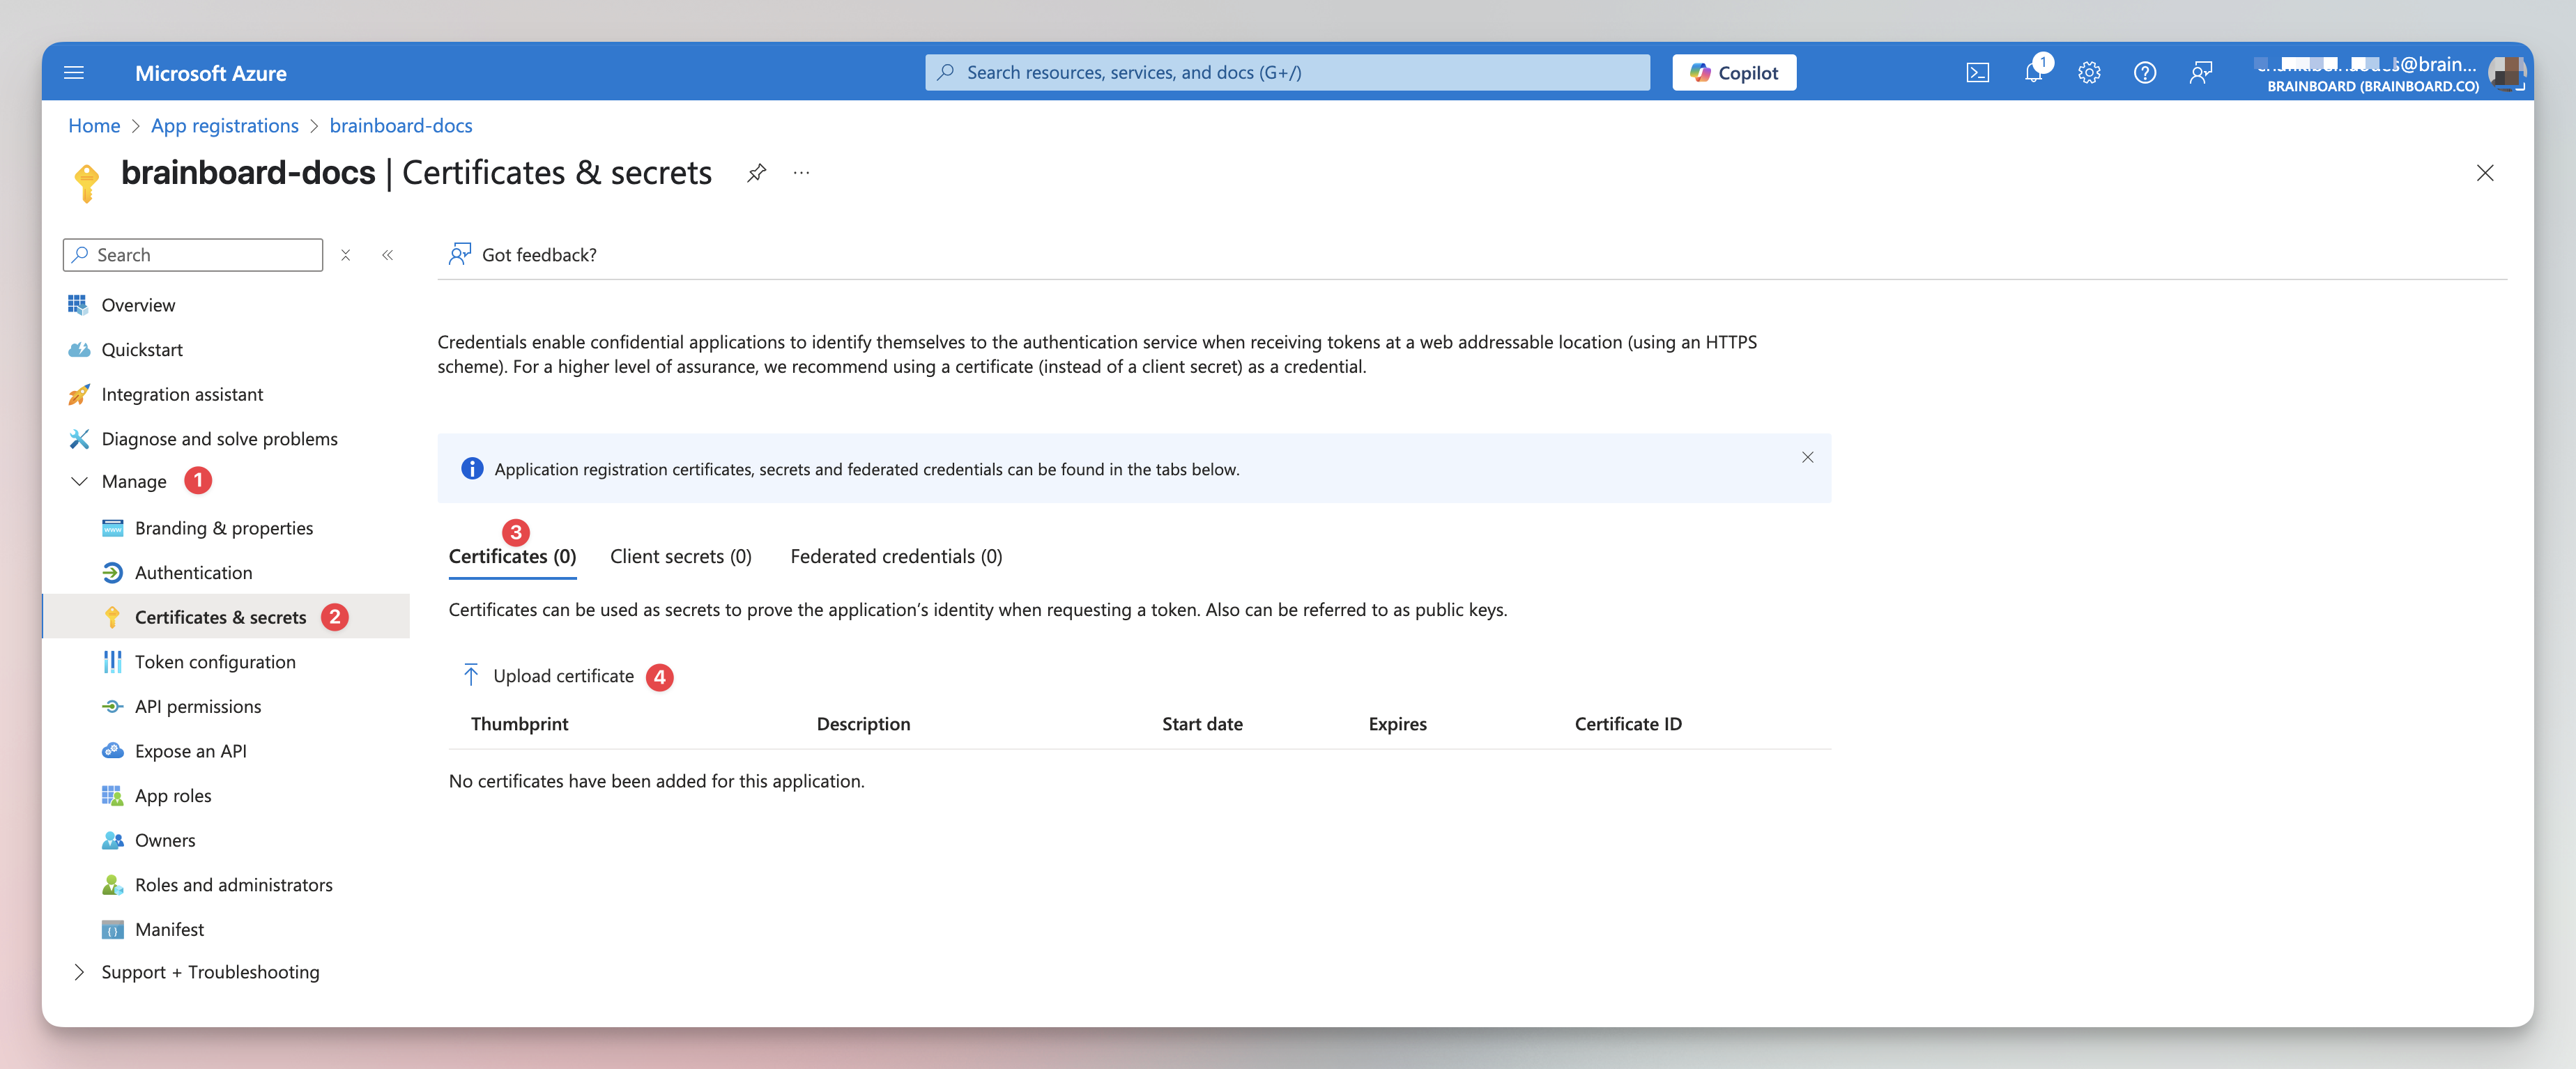 Microsoft Azure
Search resources, services, and docs (G+/)
Copilot
1
@brain...
BRAINBOARD (BRAINBOARD.CO)
Home > App registrations > brainboard-docs
brainboard-docs | Certificates & secrets
...
Search
Got feedback?
Overview
Quickstart
Integration assistant
Diagnose and solve problems
Manage 1
Branding & properties
Authentication
Certificates & secrets 2
Token configuration
API permissions
Expose an API
App roles
Owners
Roles and administrators
Manifest
Support + Troubleshooting
Credentials enable confidential applications to identify themselves to the authentication service when receiving tokens at a web addressable location (using an HTTPS
scheme). For a higher level of assurance, we recommend using a certificate (instead of a client secret) as a credential.
Application registration certificates, secrets and federated credentials can be found in the tabs below.
3
Certificates (0) Client secrets (0) Federated credentials (0)
Certificates can be used as secrets to prove the application’s identity when requesting a token. Also can be referred to as public keys.
Upload certificate 4
Thumbprint Description Start date Expires Certificate ID
No certificates have been added for this application.